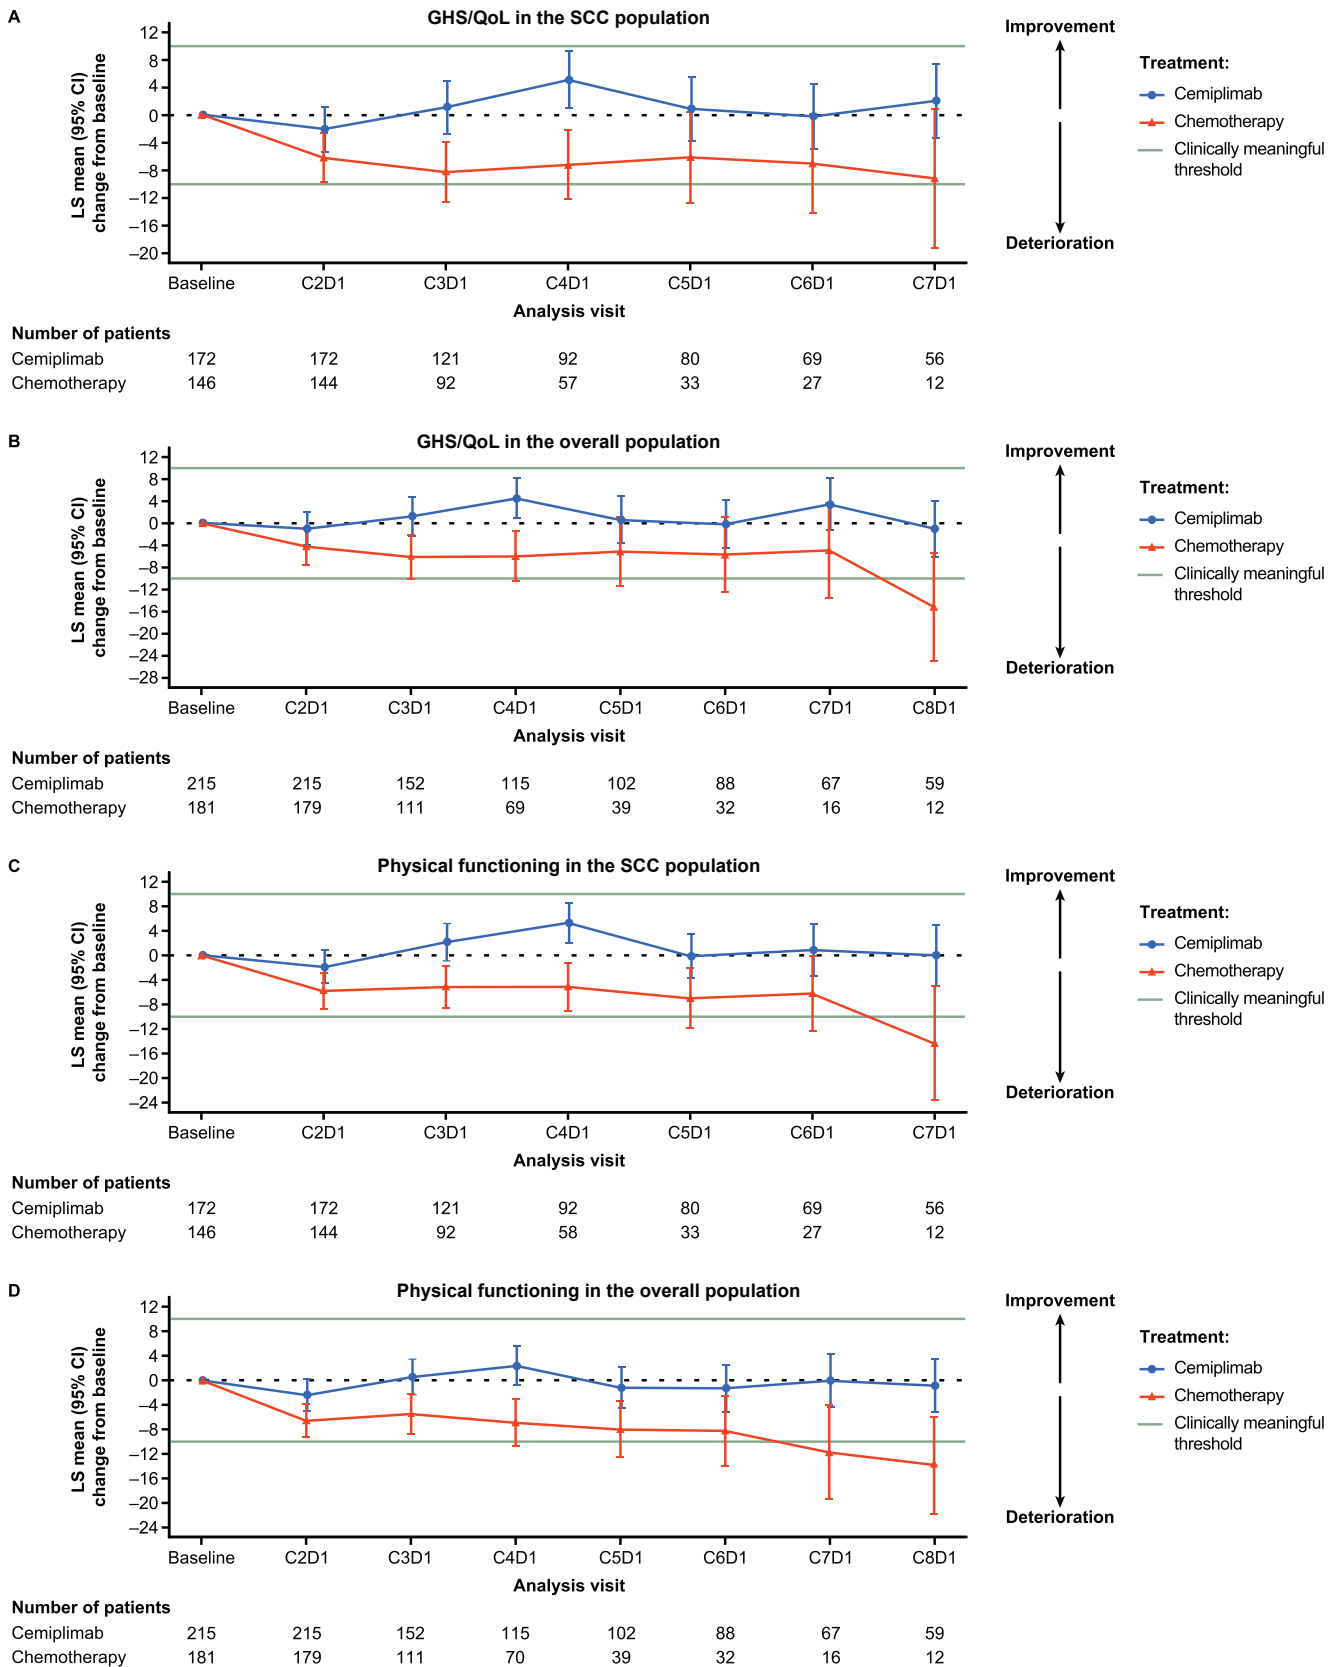 A
GHS/QoL in the SCC population
LS mean (95% CI)
change from baseline
12
8
4
0
–4
–8
–12
–16
–20
Baseline C2D1 C3D1 C4D1 C5D1 C6D1 C7D1
Analysis visit
Improvement
Deterioration
Treatment:
Cemiplimab
Chemotherapy
Clinically meaningful
threshold
Number of patients
Cemiplimab 172 172 121 92 80 69 56
Chemotherapy 146 144 92 57 33 27 12
B
GHS/QoL in the overall population
LS mean (95% CI)
change from baseline
12
8
4
0
–4
–8
–12
–16
–20
–24
–28
Baseline C2D1 C3D1 C4D1 C5D1 C6D1 C7D1 C8D1
Analysis visit
Improvement
Deterioration
Treatment:
Cemiplimab
Chemotherapy
Clinically meaningful
threshold
Number of patients
Cemiplimab 215 215 152 115 102 88 67 59
Chemotherapy 181 179 111 69 39 32 16 12
C
Physical functioning in the SCC population
LS mean (95% CI)
change from baseline
12
8
4
0
–4
–8
–12
–16
–20
–24
Baseline C2D1 C3D1 C4D1 C5D1 C6D1 C7D1
Analysis visit
Improvement
Deterioration
Treatment:
Cemiplimab
Chemotherapy
Clinically meaningful
threshold
Number of patients
Cemiplimab 172 172 121 92 80 69 56
Chemotherapy 146 144 92 58 33 27 12
D
Physical functioning in the overall population
LS mean (95% CI)
change from baseline
12
8
4
0
–4
–8
–12
–16
–20
–24
Baseline C2D1 C3D1 C4D1 C5D1 C6D1 C7D1 C8D1
Analysis visit
Improvement
Deterioration
Treatment:
Cemiplimab
Chemotherapy
Clinically meaningful
threshold
Number of patients
Cemiplimab 215 215 152 115 102 88 67 59
Chemotherapy 181 179 111 70 39 32 16 12